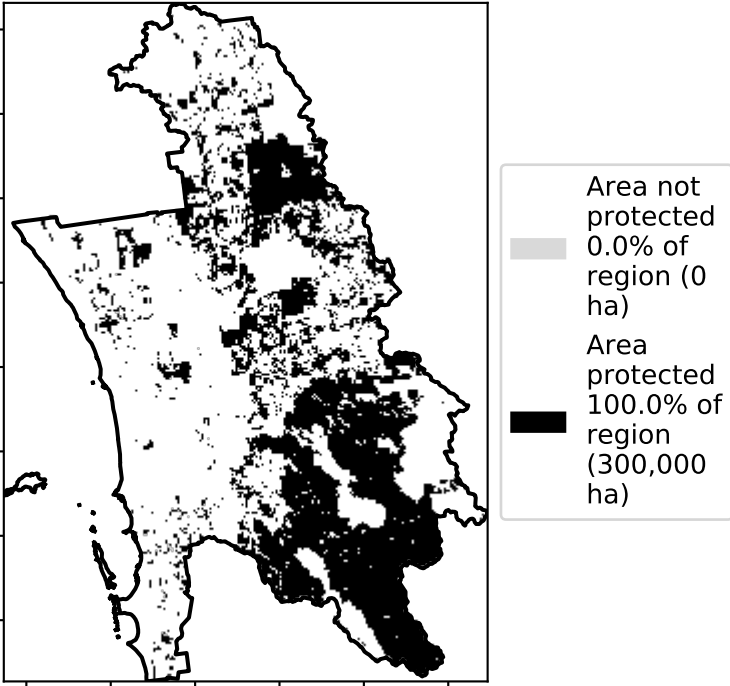 Area not
protected
0.0% of
region (0
ha)
Area
protected
100.0% of
region
(300,000
ha)